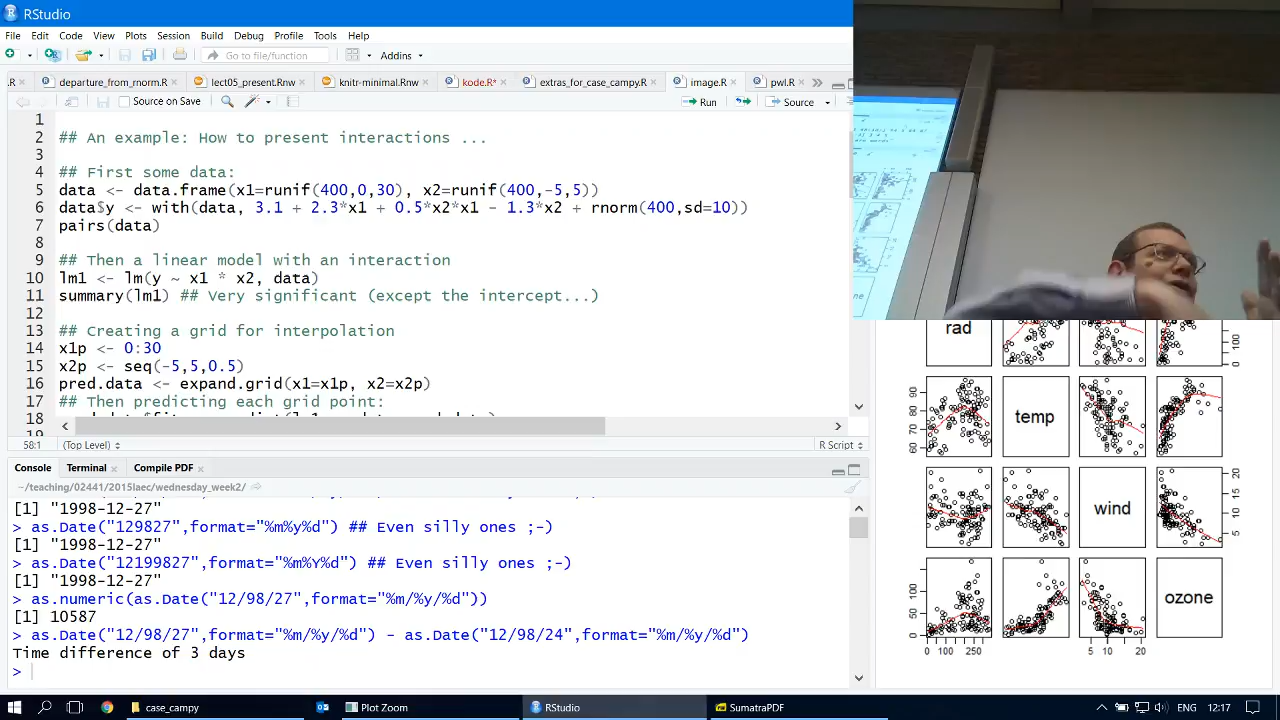 RStudio
File Edit Code View Plots Session Build Debug Profile Tools Help
Go to file/function Addins
R departure_from_rnorm.R lect05_present.Rnw knitr-minimal.Rnw kode.R* extras_for_case_campy.R image.R pwl.R
Source on Save Run Source
1
2 ## An example: How to present interactions ...
3
4 ## First some data:
5 data <- data.frame(x1=runif(400,0,30), x2=runif(400,-5,5))
6 data$y <- with(data, 3.1 + 2.3*x1 + 0.5*x2*x1 - 1.3*x2 + rnorm(400,sd=10))
7 pairs(data)
8
9 ## Then a linear model with an interaction
10 lm1 <- lm(y ~ x1 * x2, data)
11 summary(lm1) ## Very significant (except the intercept...)
12
13 ## Creating a grid for interpolation
14 x1p <- 0:30
15 x2p <- seq(-5,5,0.5)
16 pred.data <- expand.grid(x1=x1p, x2=x2p)
17 ## Then predicting each grid point:
18
19
58:1 (Top Level) R Script
Console Terminal Compile PDF
~/teaching/02441/2015iaec/wednesday_week2/
[1] "1998-12-27"
> as.Date("129827",format="%m%y%d") ## Even silly ones ;-)
[1] "1998-12-27"
> as.Date("12199827",format="%m%Y%d") ## Even silly ones ;-)
[1] "1998-12-27"
> as.numeric(as.Date("12/98/27",format="%m/%y/%d"))
[1] 10587
> as.Date("12/98/27",format="%m/%y/%d") - as.Date("12/98/24",format="%m/%y/%d")
Time difference of 3 days
>
rad
0 100
temp
60 70 80 90
wind
5 10 15 20
ozone
0 50 100
0 100 250
5 10 20
case_campy Plot Zoom RStudio SumatraPDF ENG 12:17